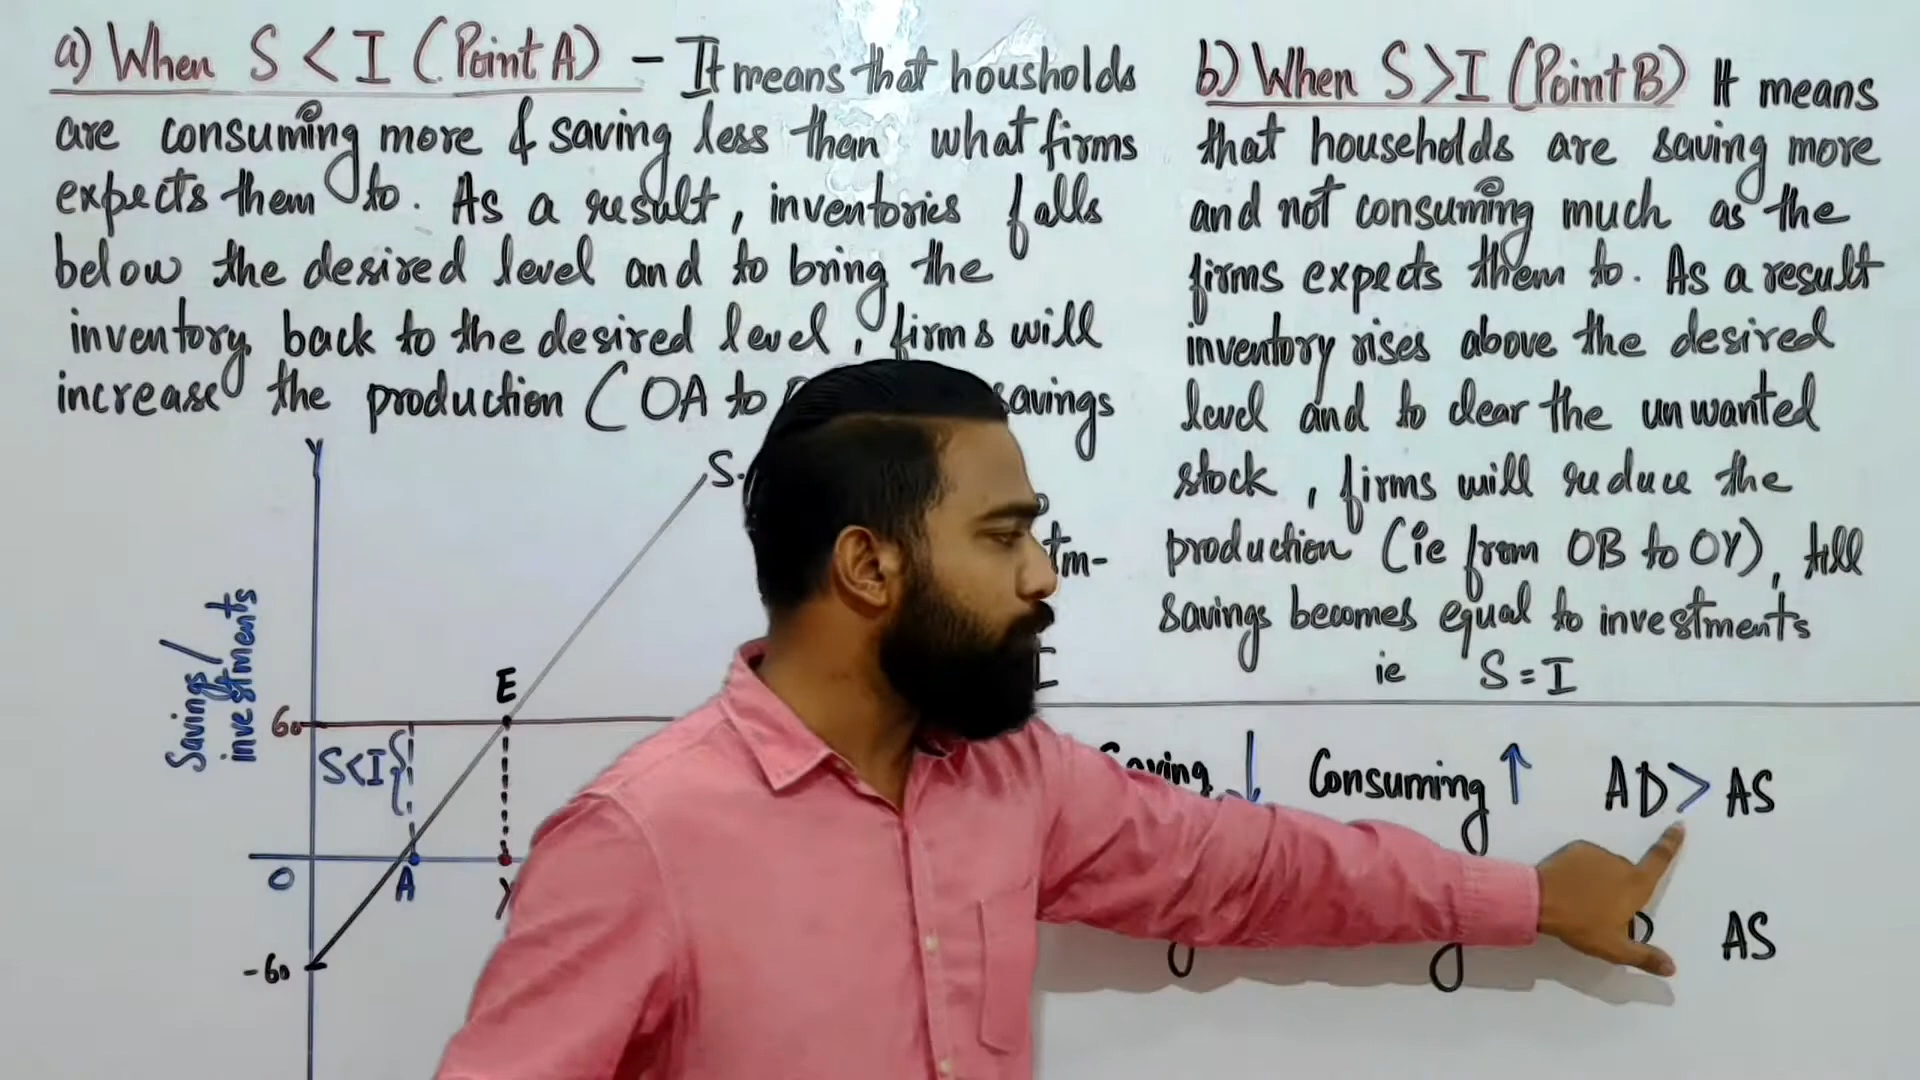 a) When S < I (Point A) – It means that housholds
are consuming more & saving less than what firms
expects them to. As a result, inventories falls
below the desired level and to bring the
inventory back to the desired level, firms will
increase the production (OA to savings
tm-
I
b) When S > I (Point B) It means
that households are saving more
and not consuming much as the
firms expects them to. As a result
inventory rises above the desired
level and to clear the unwanted
stock, firms will reduce the
production (ie from OB to OY), till
savings becomes equal to investments
ie S = I
Y
S
Savings/
investments
E
60
S<I
O
A
-60
Saving ↓ Consuming ↑ AD > AS
AS